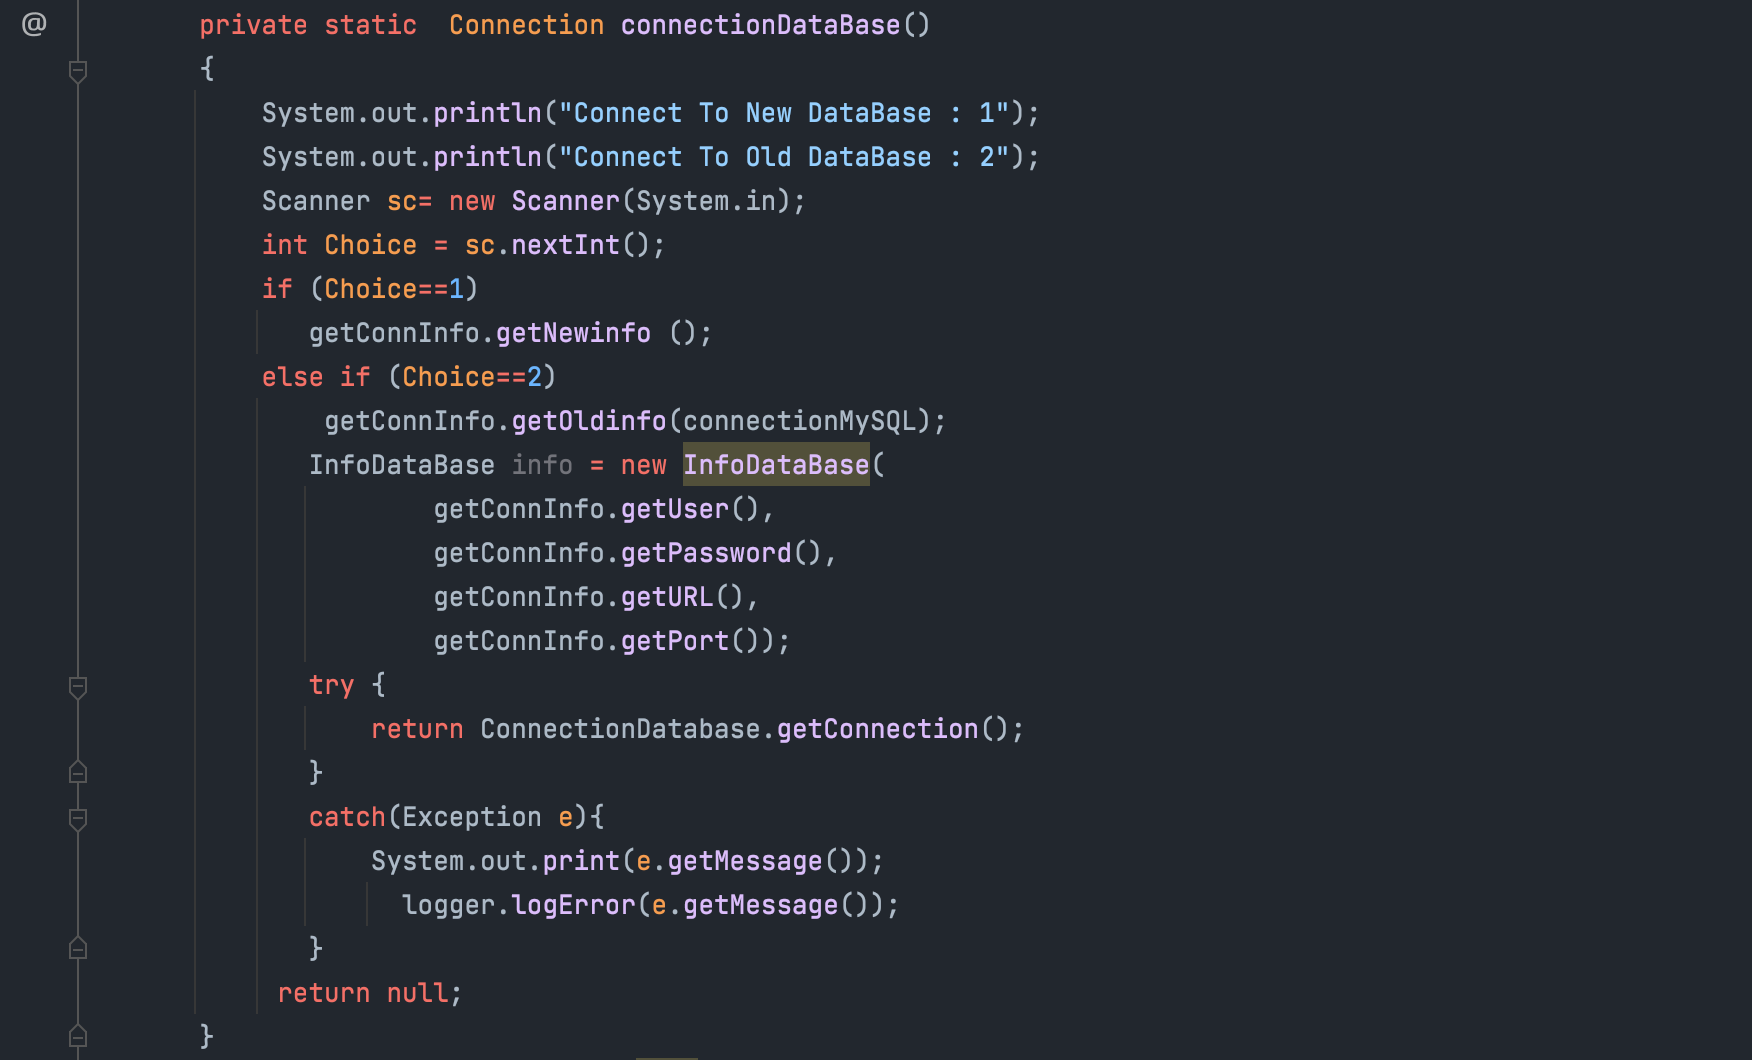 @ private static  Connection connectionDataBase()
{
System.out.println("Connect To New DataBase : 1");
System.out.println("Connect To Old DataBase : 2");
Scanner sc= new Scanner(System.in);
int Choice = sc.nextInt();
if (Choice==1)
getConnInfo.getNewinfo ();
else if (Choice==2)
getConnInfo.getOldinfo(connectionMySQL);
InfoDataBase info = new InfoDataBase(
getConnInfo.getUser(),
getConnInfo.getPassword(),
getConnInfo.getURL(),
getConnInfo.getPort());
try {
return ConnectionDatabase.getConnection();
}
catch(Exception e){
System.out.print(e.getMessage());
logger.logError(e.getMessage());
}
return null;
}